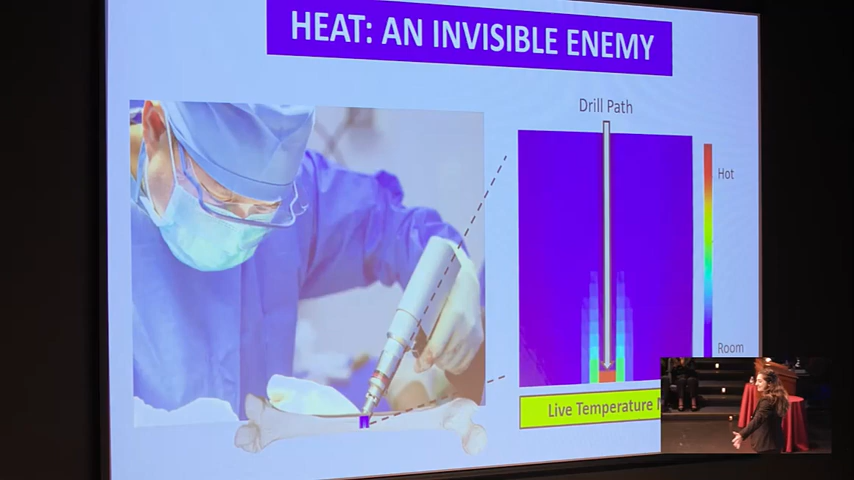 HEAT: AN INVISIBLE ENEMY
Drill Path
Hot
Room
Live Temperature